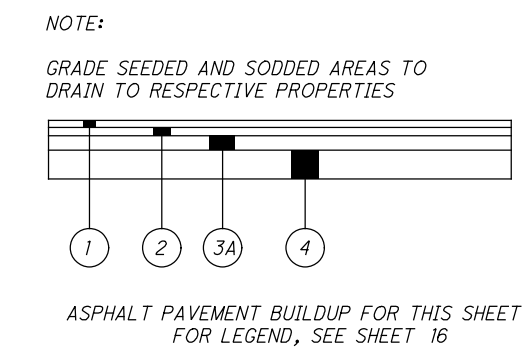 NOTE:
GRADE SEEDED AND SODDED AREAS TO
DRAIN TO RESPECTIVE PROPERTIES
1 2 3A 4
ASPHALT PAVEMENT BUILDUP FOR THIS SHEET
FOR LEGEND, SEE SHEET 16